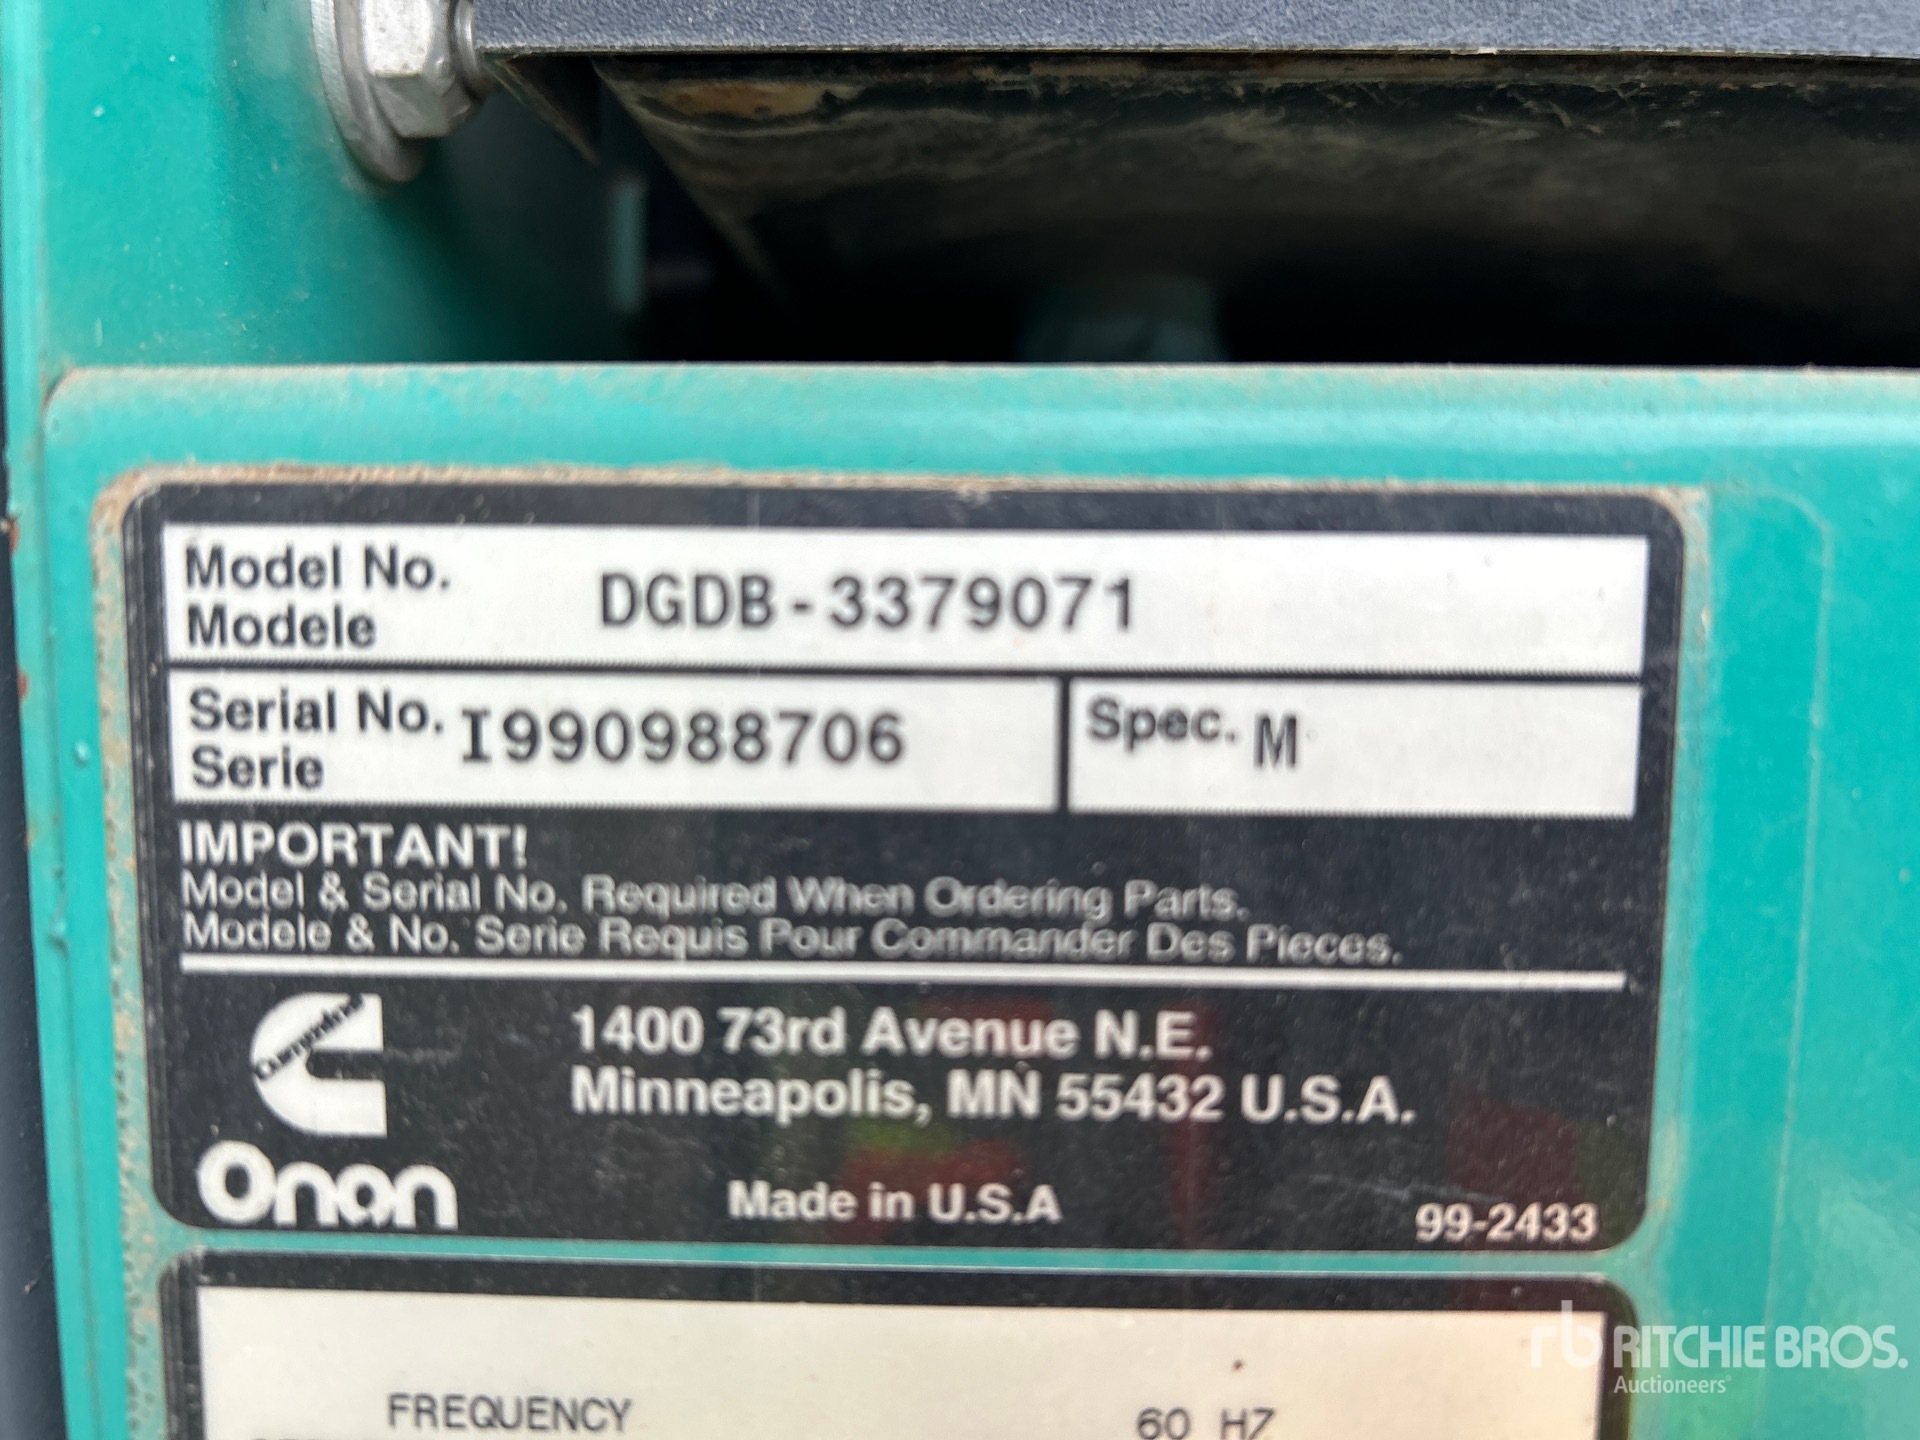 Model No. DGDB-3379071
Modele
Serial No. I990988706
Serie
Spec. M
IMPORTANT!
Model & Serial No. Required When Ordering Parts.
Modele & No. Serie Requis Pour Commander Des Pieces.
Cummins
Onan
1400 73rd Avenue N.E.
Minneapolis, MN 55432 U.S.A.
Made in U.S.A
99-2433
FREQUENCY 60 HZ
rb RITCHIE BROS.
Auctioneers